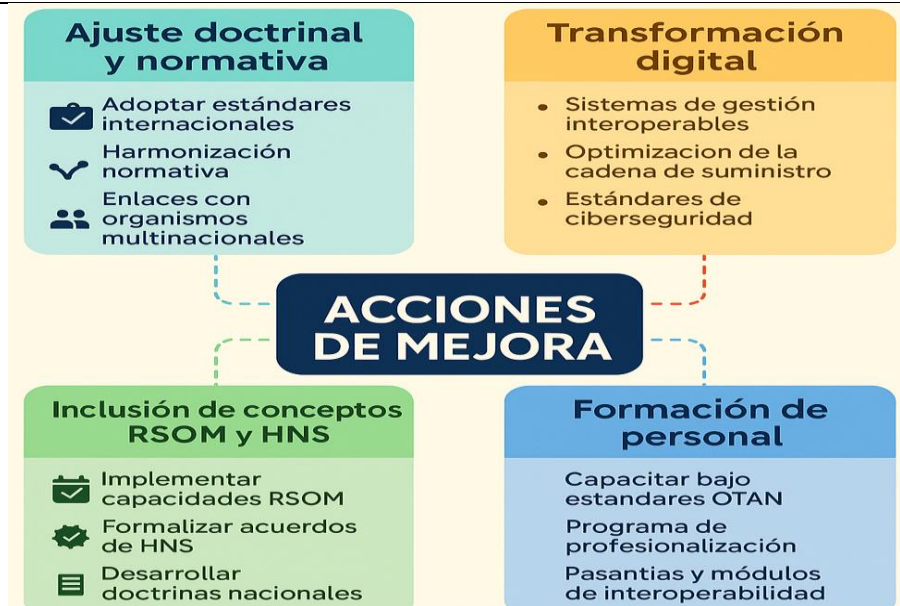 Ajuste doctrinal
y normativa
Adoptar estándares
internacionales
Harmonización
normativa
Enlaces con
organismos
multinacionales
Transformación
digital
• Sistemas de gestión
interoperables
• Optimizacion de la
cadena de suministro
• Estándares de
ciberseguridad
ACCIONES
DE MEJORA
Inclusión de conceptos
RSOM y HNS
Implementar
capacidades RSOM
Formalizar acuerdos
de HNS
Desarrollar
doctrinas nacionales
Formación de
personal
Capacitar bajo
estandares OTAN
Programa de
profesionalización
Pasantias y módulos
de interoperabilidad